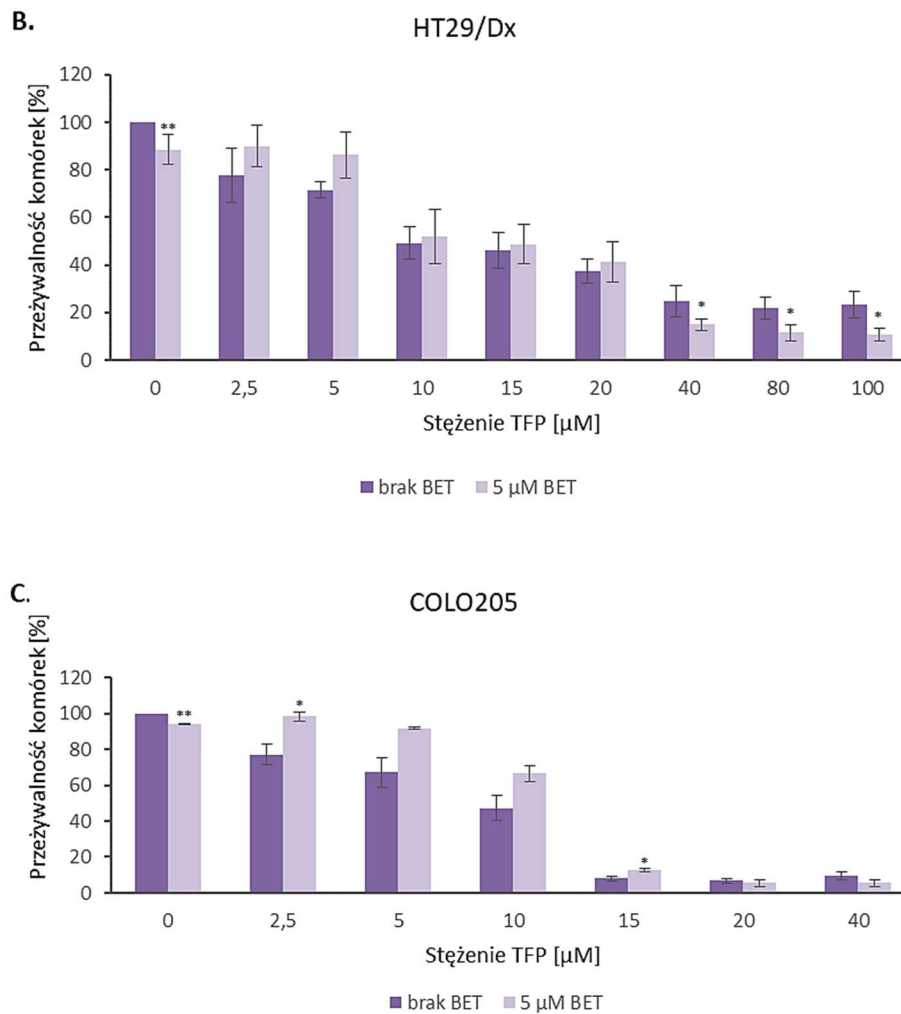 B.
HT29/Dx
Przeżywalność komórek [%]
120
100
80
60
40
20
0
**
*
*
*
0 2,5 5 10 15 20 40 80 100
Stężenie TFP [µM]
brak BET 5 µM BET
C.
COLO205
Przeżywalność komórek [%]
120
100
80
60
40
20
0
**
*
*
0 2,5 5 10 15 20 40
Stężenie TFP [µM]
brak BET 5 µM BET